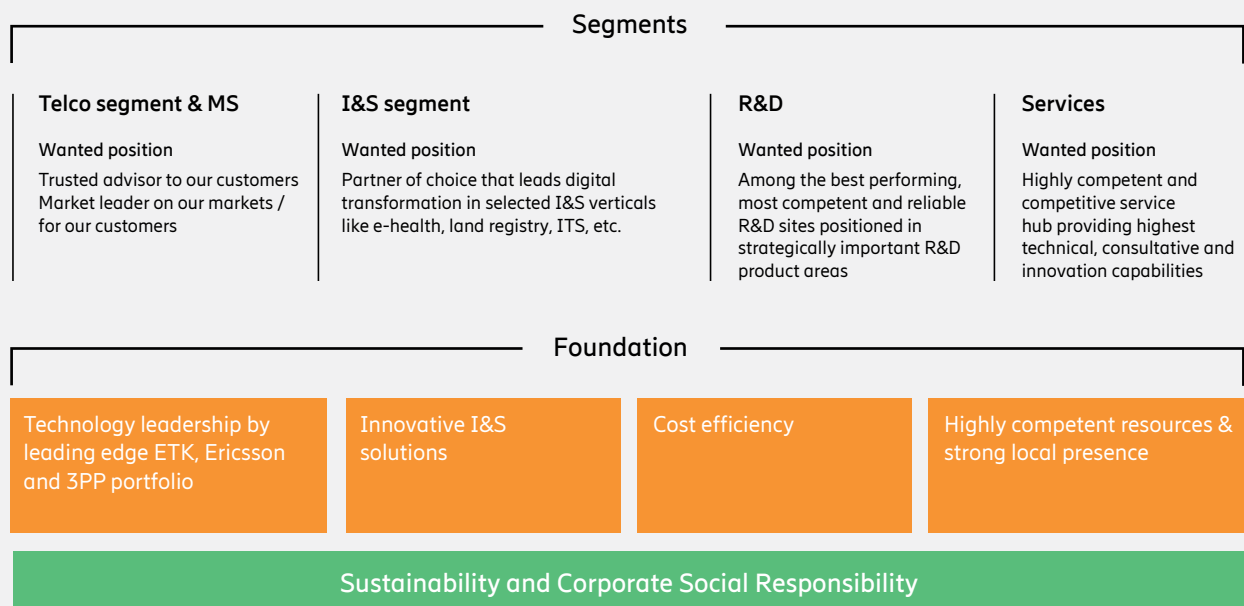 Segments
Telco segment & MS
Wanted position
Trusted advisor to our customers
Market leader on our markets /
for our customers
I&S segment
Wanted position
Partner of choice that leads digital
transformation in selected I&S verticals
like e-health, land registry, ITS, etc.
R&D
Wanted position
Among the best performing,
most competent and reliable
R&D sites positioned in
strategically important R&D
product areas
Services
Wanted position
Highly competent and
competitive service
hub providing highest
technical, consultative and
innovation capabilities
Foundation
Technology leadership by
leading edge ETK, Ericsson
and 3PP portfolio
Innovative I&S
solutions
Cost efficiency
Highly competent resources &
strong local presence
Sustainability and Corporate Social Responsibility